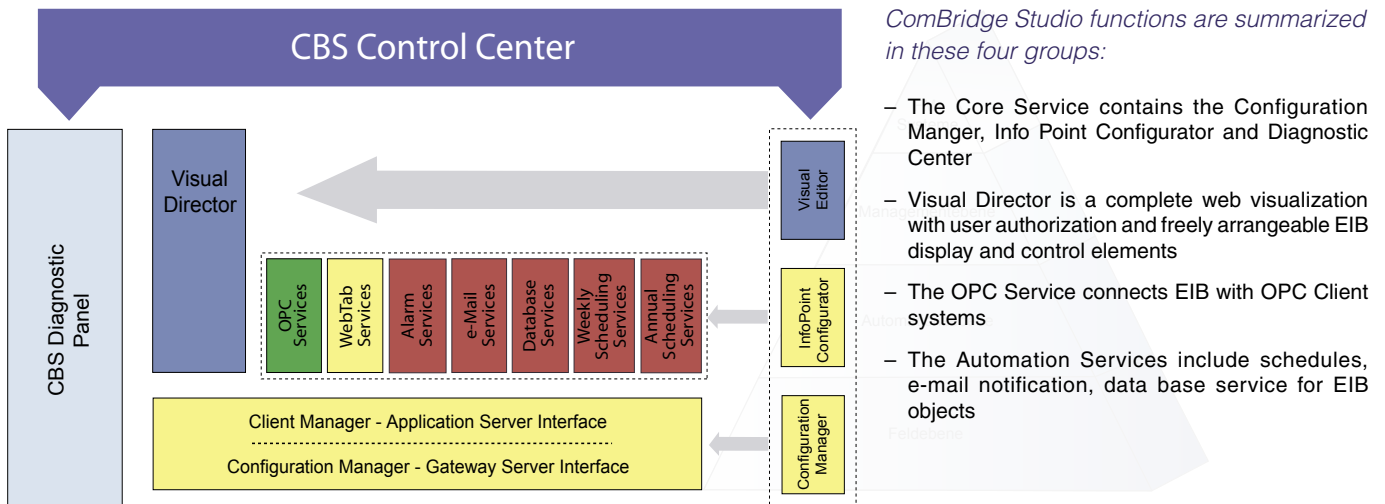 CBS Control Center
CBS Diagnostic
Panel
Visual
Director
Visual
Editor
OPC
Services
WebTab
Services
Alarm
Services
e-Mail
Services
Database
Services
Weekly
Scheduling
Services
Annual
Scheduling
Services
InfoPoint
Configurator
Client Manager - Application Server Interface
Configuration Manager - Gateway Server Interface
Configuration
Manager
ComBridge Studio functions are summarized
in these four groups:
– The Core Service contains the Configuration
Manger, Info Point Configurator and Diagnostic
Center
– Visual Director is a complete web visualization
with user authorization and freely arrangeable EIB
display and control elements
– The OPC Service connects EIB with OPC Client
systems
– The Automation Services include schedules,
e-mail notification, data base service for EIB
objects
Feldebene